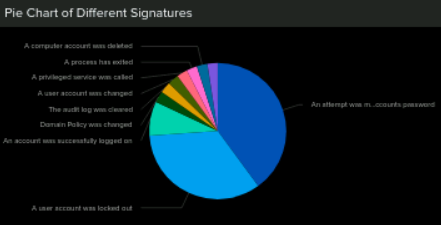 Pie Chart of Different Signatures
A computer account was deleted
A process has exited
A privileged service was called
A user account was changed
The audit log was cleared
Domain Policy was changed
An account was successfully logged on
A user account was locked out
An attempt was m...counts password